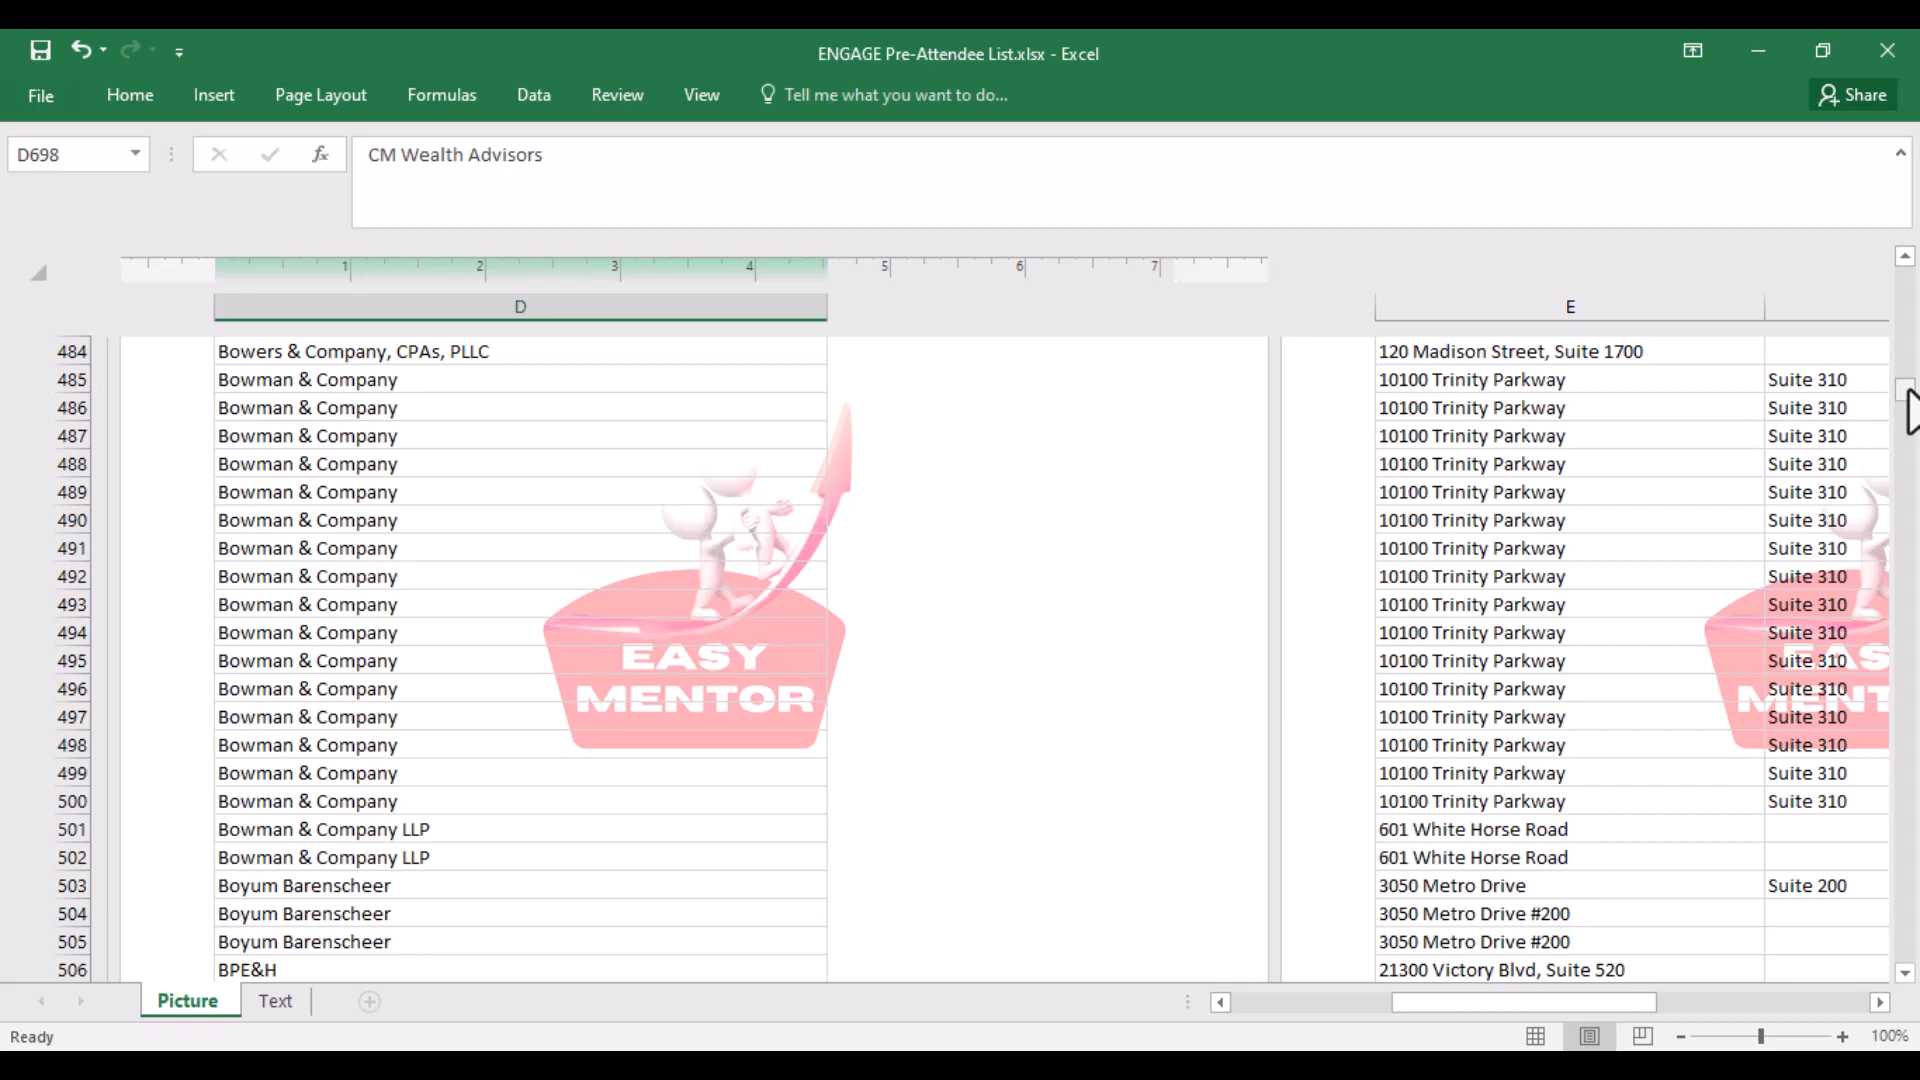 ENGAGE Pre-Attendee List.xlsx - Excel
File Home Insert Page Layout Formulas Data Review View Tell me what you want to do... Share
D698 fx CM Wealth Advisors
1 2 3 4 5 6 7
D E
484 Bowers & Company, CPAs, PLLC 120 Madison Street, Suite 1700
485 Bowman & Company 10100 Trinity Parkway Suite 310
486 Bowman & Company 10100 Trinity Parkway Suite 310
487 Bowman & Company 10100 Trinity Parkway Suite 310
488 Bowman & Company 10100 Trinity Parkway Suite 310
489 Bowman & Company 10100 Trinity Parkway Suite 310
490 Bowman & Company 10100 Trinity Parkway Suite 310
491 Bowman & Company 10100 Trinity Parkway Suite 310
492 Bowman & Company 10100 Trinity Parkway Suite 310
493 Bowman & Company 10100 Trinity Parkway Suite 310
494 Bowman & Company 10100 Trinity Parkway Suite 310
495 Bowman & Company 10100 Trinity Parkway Suite 310
496 Bowman & Company 10100 Trinity Parkway Suite 310
497 Bowman & Company 10100 Trinity Parkway Suite 310
498 Bowman & Company 10100 Trinity Parkway Suite 310
499 Bowman & Company 10100 Trinity Parkway Suite 310
500 Bowman & Company 10100 Trinity Parkway Suite 310
501 Bowman & Company LLP 601 White Horse Road
502 Bowman & Company LLP 601 White Horse Road
503 Boyum Barenscheer 3050 Metro Drive Suite 200
504 Boyum Barenscheer 3050 Metro Drive #200
505 Boyum Barenscheer 3050 Metro Drive #200
506 BPE&H 21300 Victory Blvd, Suite 520
EASY
MENTOR
EAS
MENT
Picture Text
Ready 100%